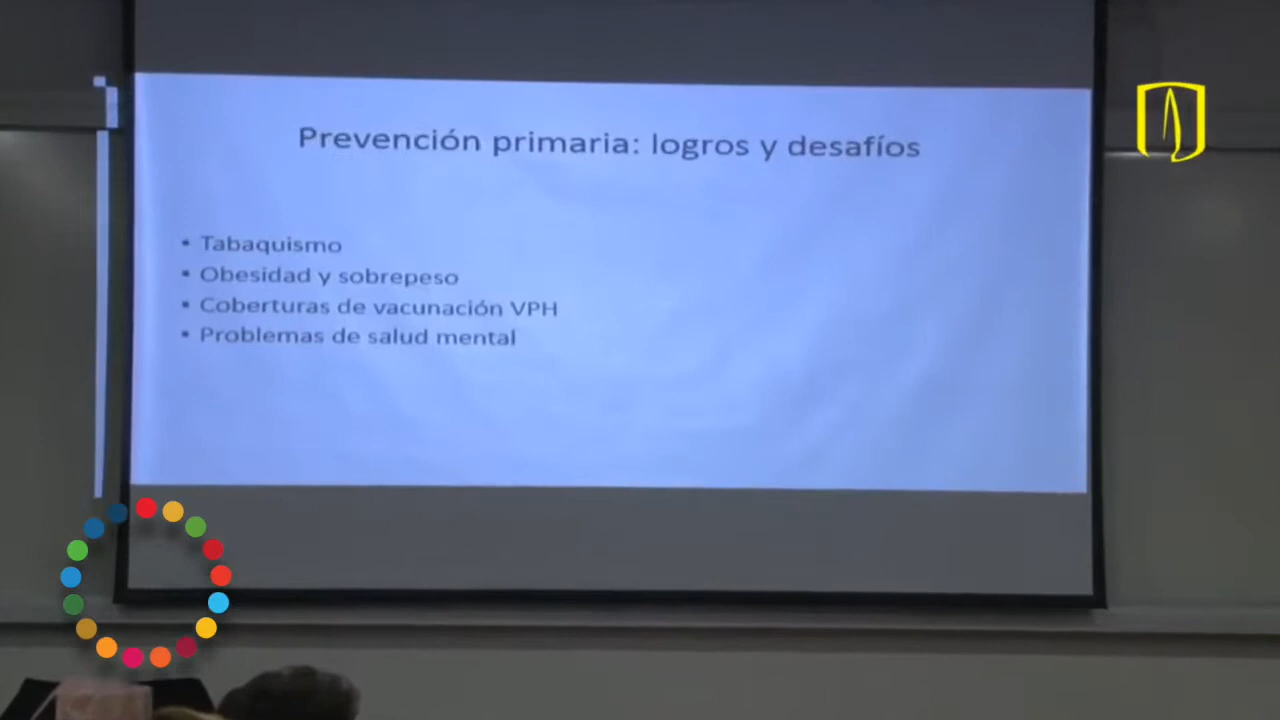 Prevención primaria: logros y desafíos
• Tabaquismo
• Obesidad y sobrepeso
• Coberturas de vacunación VPH
• Problemas de salud mental